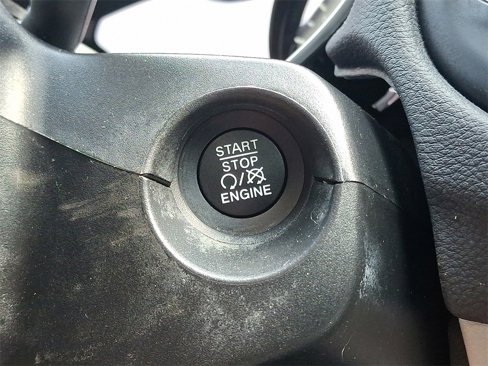 START
STOP
/
ENGINE